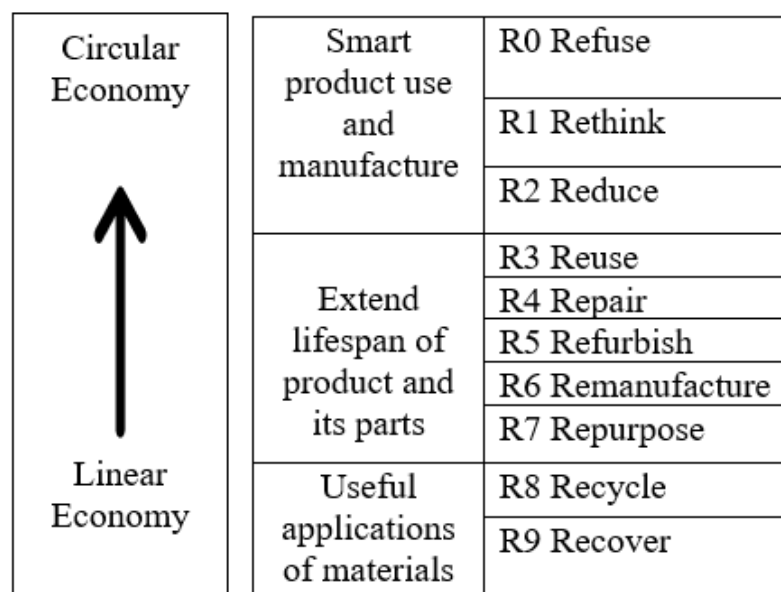 Circular
Economy
Linear
Economy
Smart
product use
and
manufacture
R0 Refuse
R1 Rethink
R2 Reduce
Extend
lifespan of
product and
its parts
R3 Reuse
R4 Repair
R5 Refurbish
R6 Remanufacture
R7 Repurpose
Useful
applications
of materials
R8 Recycle
R9 Recover